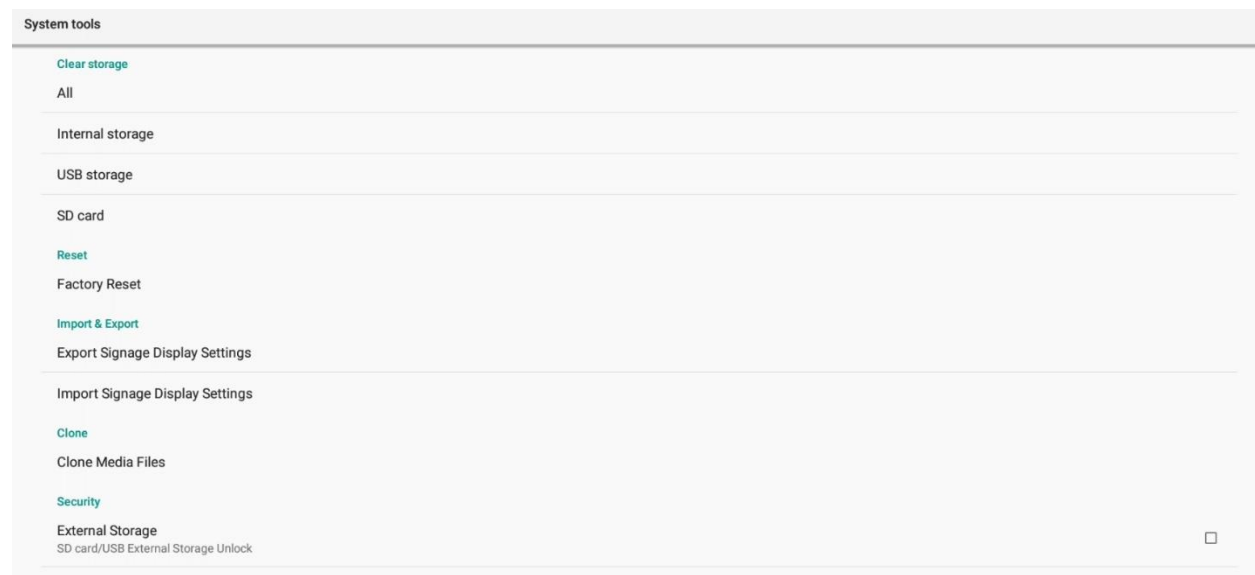 System tools
Clear storage
All
Internal storage
USB storage
SD card
Reset
Factory Reset
Import & Export
Export Signage Display Settings
Import Signage Display Settings
Clone
Clone Media Files
Security
External Storage
SD card/USB External Storage Unlock